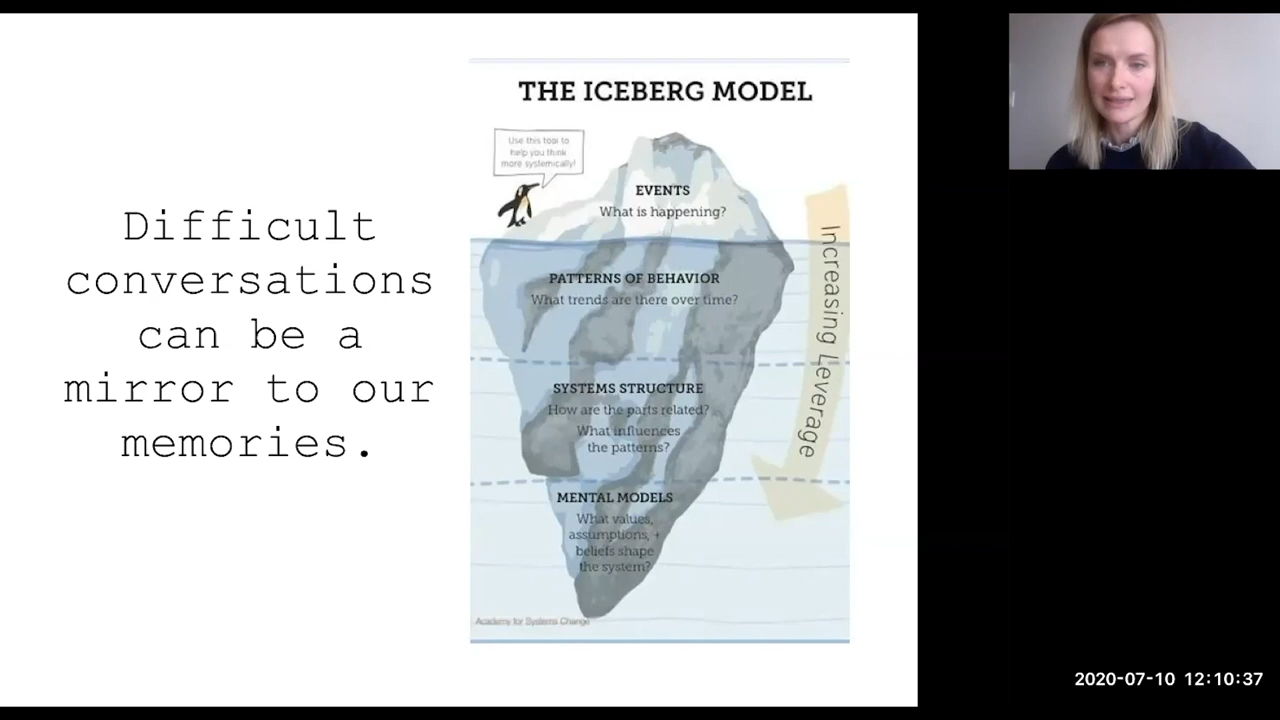 Difficult
conversations
can be a
mirror to our
memories.
THE ICEBERG MODEL
Use this tool to
help you think
more systemically!
EVENTS
What is happening?
PATTERNS OF BEHAVIOR
What trends are there over time?
SYSTEMS STRUCTURE
How are the parts related?
What influences
the patterns?
MENTAL MODELS
What values,
assumptions, +
beliefs shape
the system?
Increasing Leverage
Academy for Systems Change
2020-07-10 12:10:37